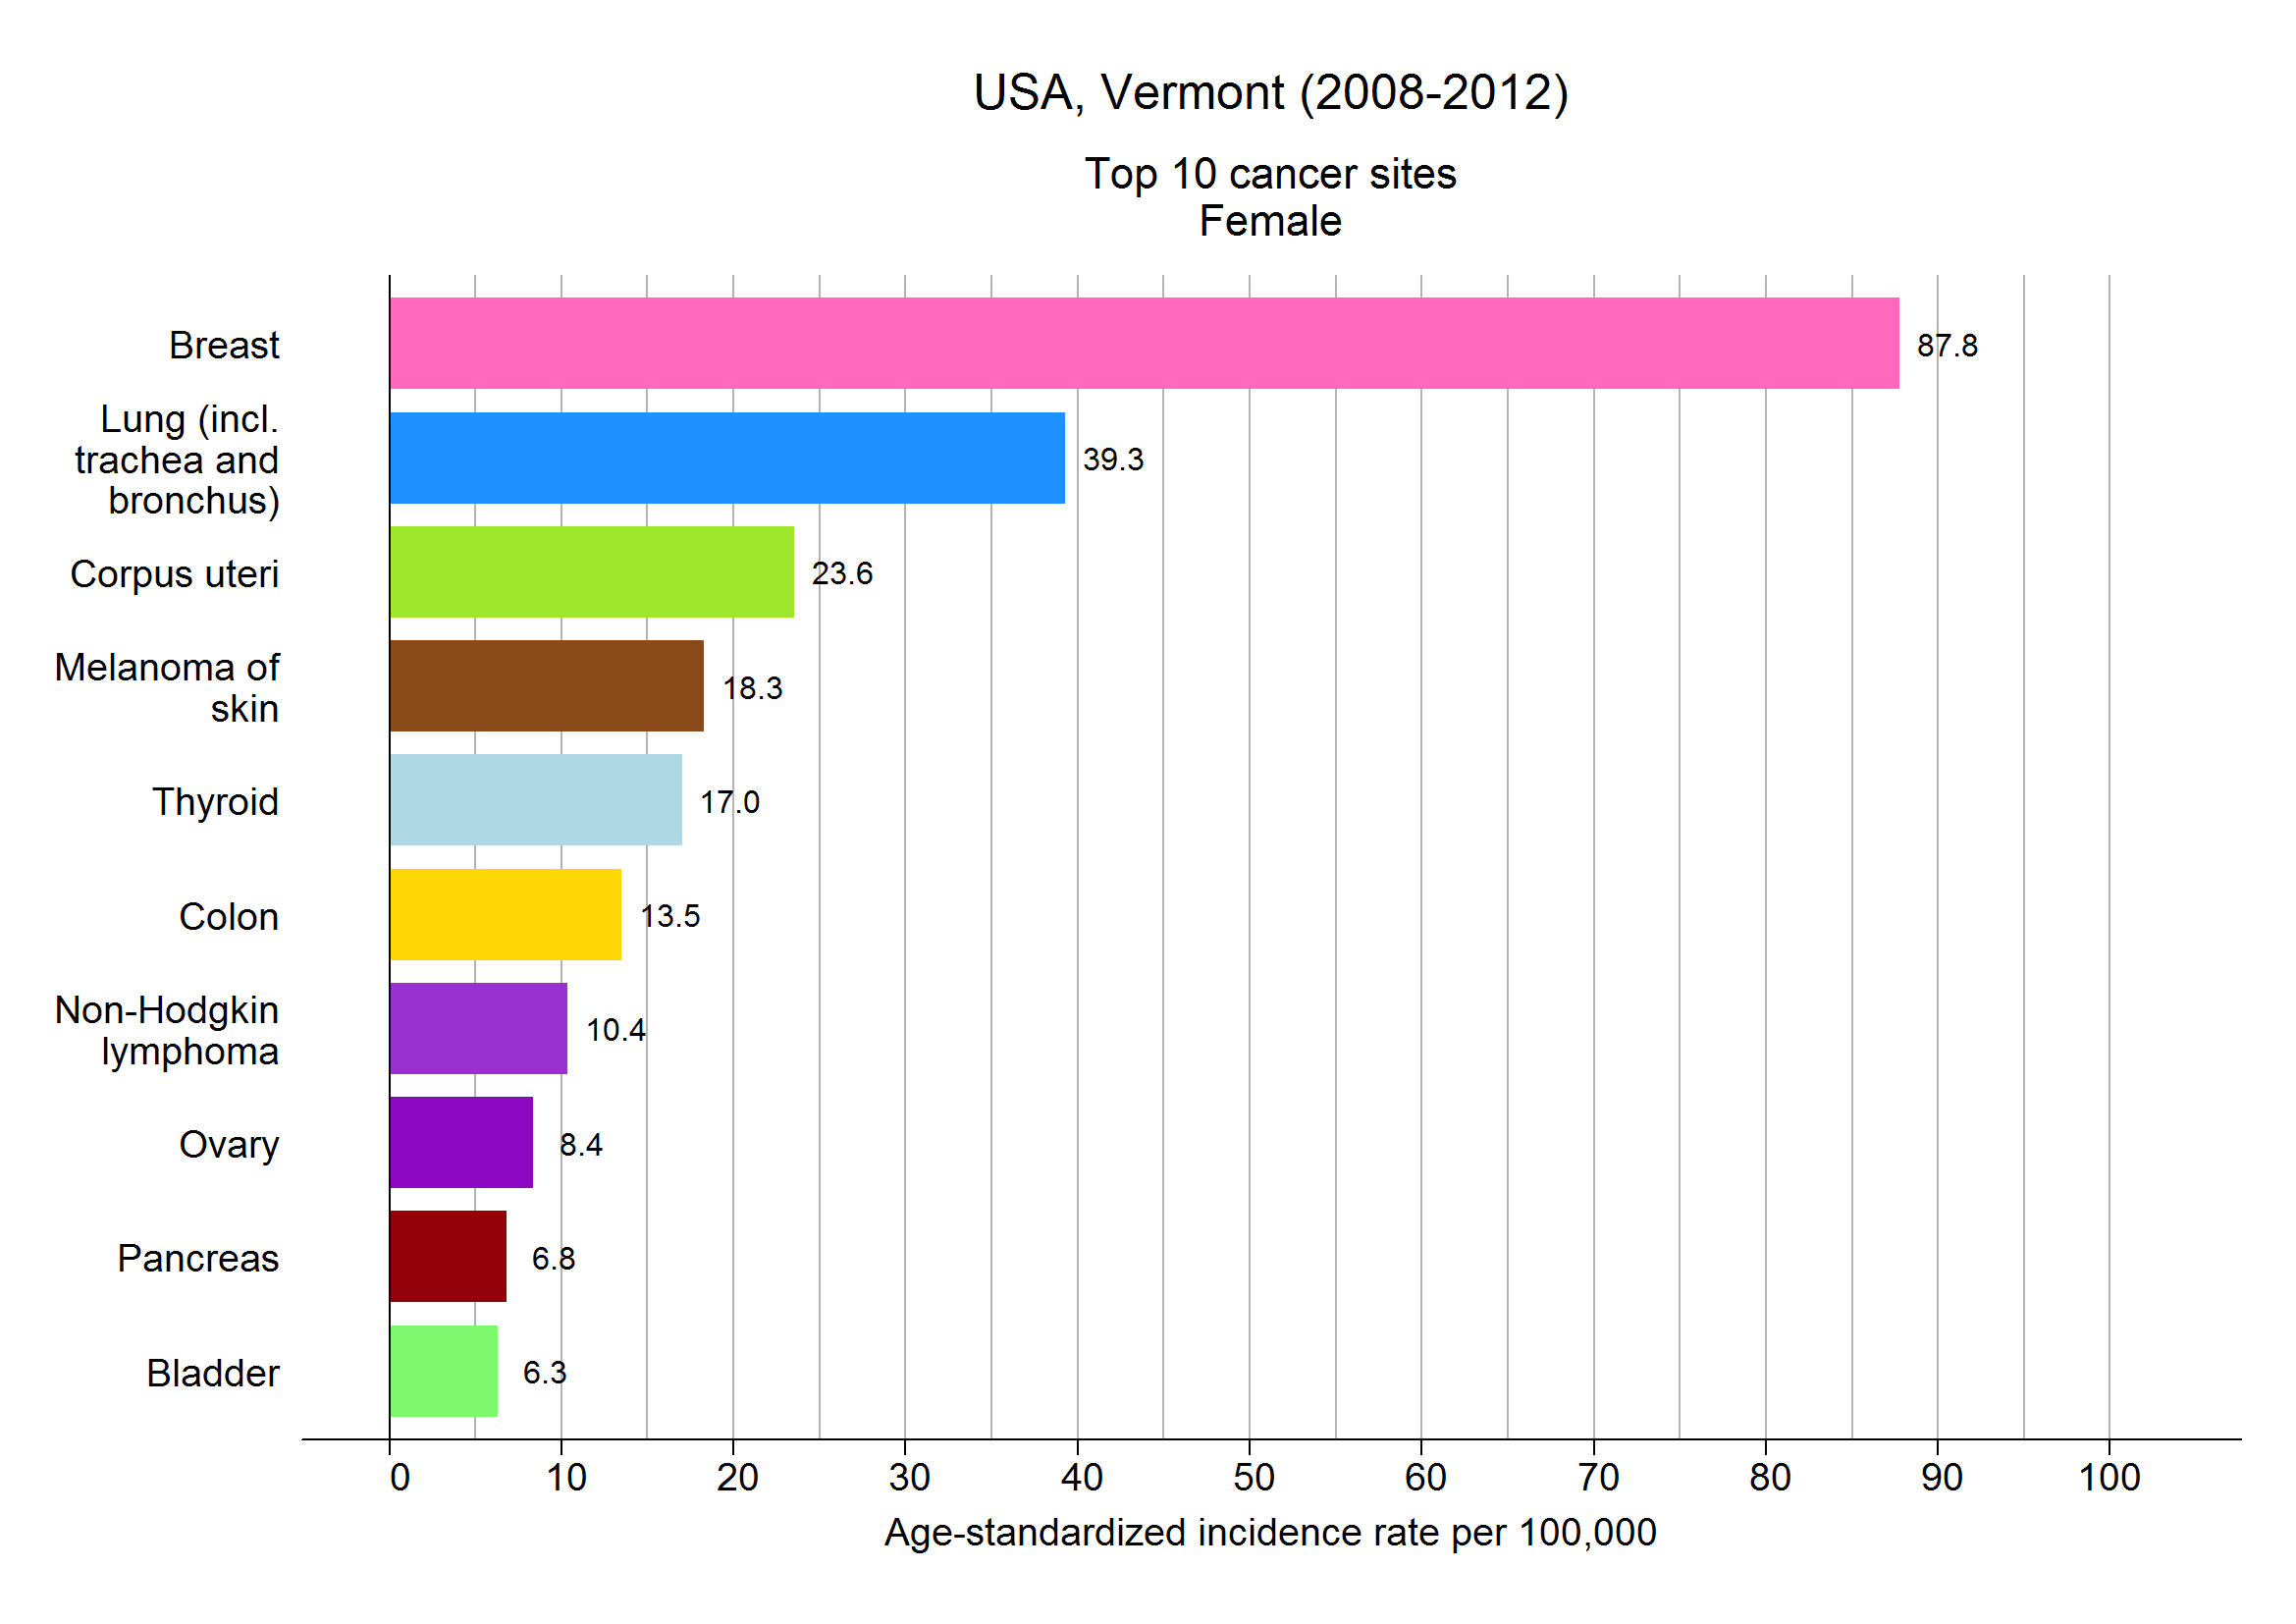 USA, Vermont (2008-2012)
Top 10 cancer sites
Female
Breast
87.8
Lung (incl.
trachea and
bronchus)
39.3
Corpus uteri
23.6
Melanoma of
skin
18.3
Thyroid
17.0
Colon
13.5
Non-Hodgkin
lymphoma
10.4
Ovary
8.4
Pancreas
6.8
Bladder
6.3
0 10 20 30 40 50 60 70 80 90 100
Age-standardized incidence rate per 100,000